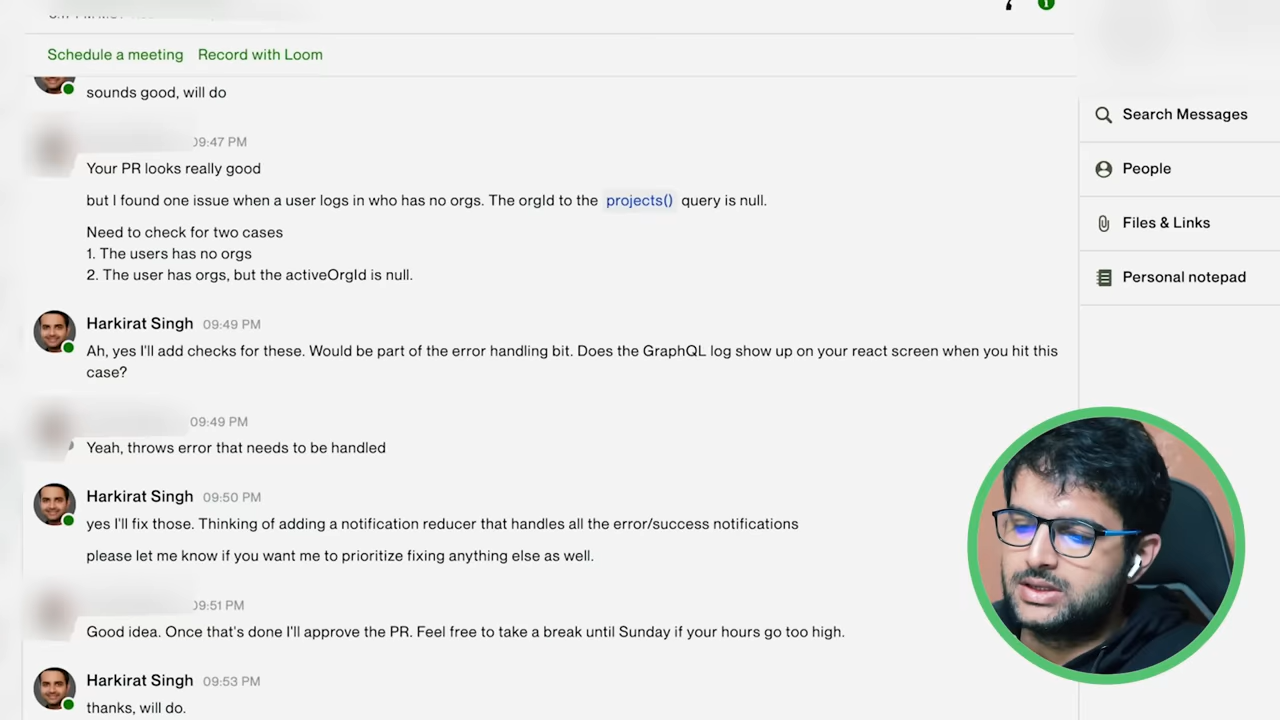 Schedule a meeting Record with Loom
sounds good, will do
09:47 PM
Your PR looks really good
but I found one issue when a user logs in who has no orgs. The orgId to the projects() query is null.
Need to check for two cases
1. The users has no orgs
2. The user has orgs, but the activeOrgId is null.
Harkirat Singh 09:49 PM
Ah, yes I'll add checks for these. Would be part of the error handling bit. Does the GraphQL log show up on your react screen when you hit this
case?
09:49 PM
Yeah, throws error that needs to be handled
Harkirat Singh 09:50 PM
yes I'll fix those. Thinking of adding a notification reducer that handles all the error/success notifications
please let me know if you want me to prioritize fixing anything else as well.
09:51 PM
Good idea. Once that's done I'll approve the PR. Feel free to take a break until Sunday if your hours go too high.
Harkirat Singh 09:53 PM
thanks, will do.
Search Messages
People
Files & Links
Personal notepad